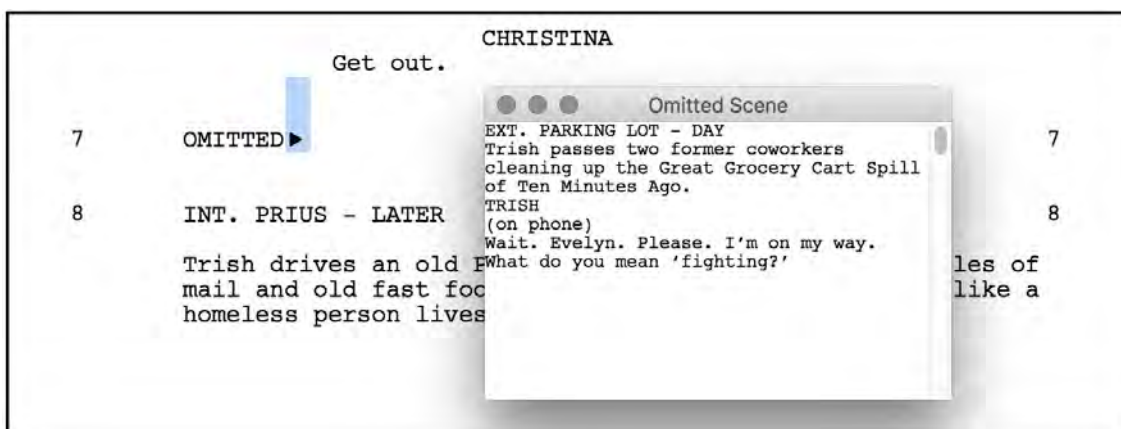 CHRISTINA
Get out.
7 OMITTED 7
Omitted Scene
EXT. PARKING LOT - DAY
Trish passes two former coworkers
cleaning up the Great Grocery Cart Spill
of Ten Minutes Ago.
TRISH
(on phone)
Wait. Evelyn. Please. I'm on my way.
What do you mean 'fighting?'
8 INT. PRIUS - LATER 8
Trish drives an old les of
mail and old fast like a
homeless person lives